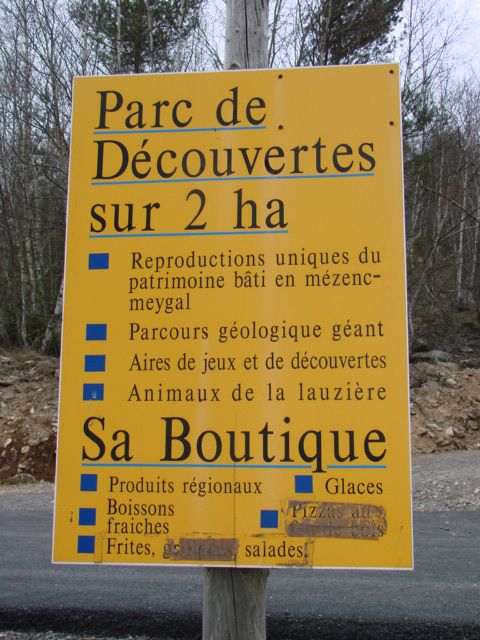 Parc de
Découvertes
sur 2 ha
Reproductions uniques du
patrimoine bâti en mézenc-
meygal
Parcours géologique géant
Aires de jeux et de découvertes
Animaux de la lauzière
Sa Boutique
Produits régionaux
Glaces
Boissons
fraiches
Pizzas au
bois
Frites, salades.